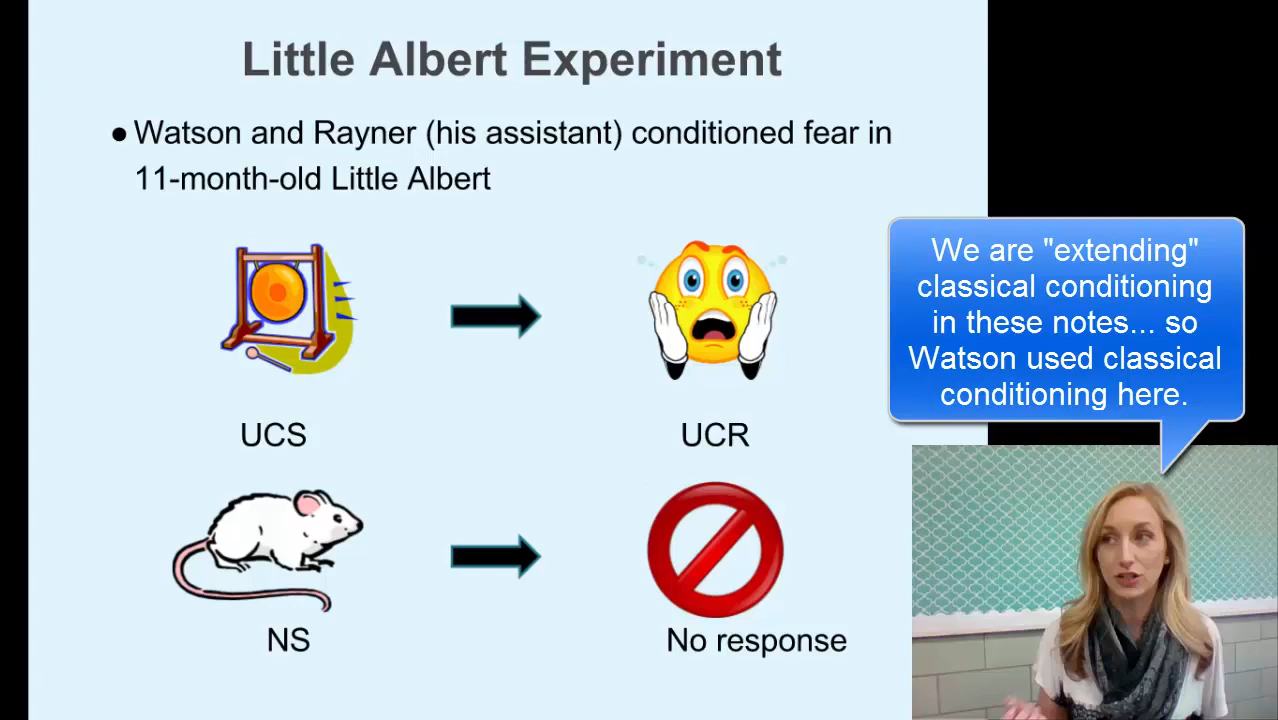 Little Albert Experiment
● Watson and Rayner (his assistant) conditioned fear in
11-month-old Little Albert
We are "extending"
classical conditioning
in these notes... so
Watson used classical
conditioning here.
UCS
UCR
NS
No response